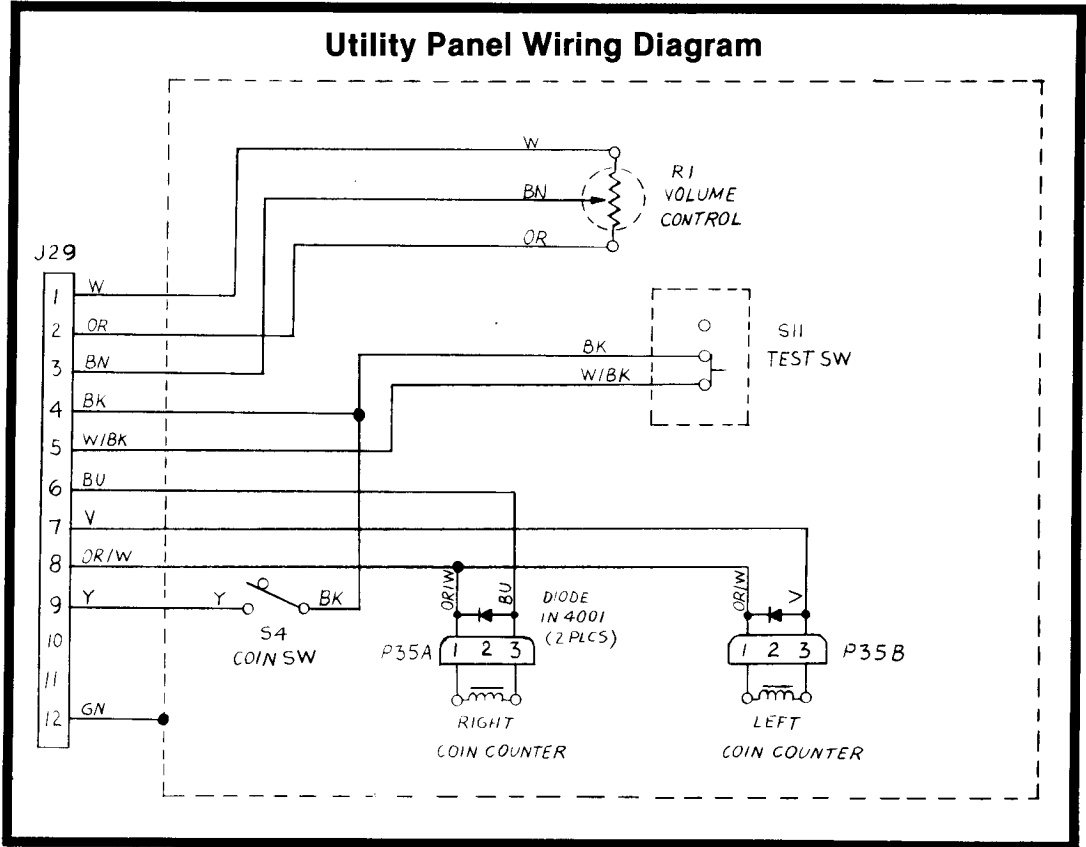 Utility Panel Wiring Diagram
W
R1
VOLUME
CONTROL
BN
OR
J29
1 W
2 OR
3 BN
4 BK
5 W/BK
6 BU
7 V
8 OR/W
9 Y
10
11
12 GN
BK
W/BK
S11
TEST SW
Y
BK
S4
COIN SW
OR/W
BU
DIODE
IN 4001
(2 PLCS)
OR/W
V
P35A 1 2 3
1 2 3 P35B
RIGHT
COIN COUNTER
LEFT
COIN COUNTER